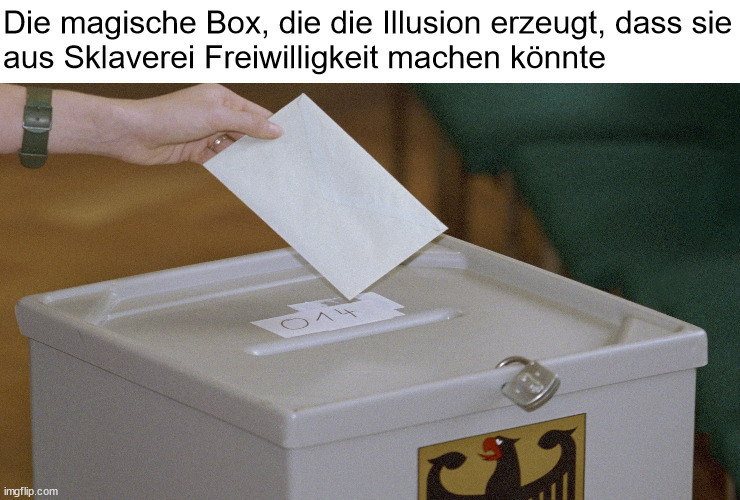 Die magische Box, die die Illusion erzeugt, dass sie
aus Sklaverei Freiwilligkeit machen könnte
014
imgflip.com